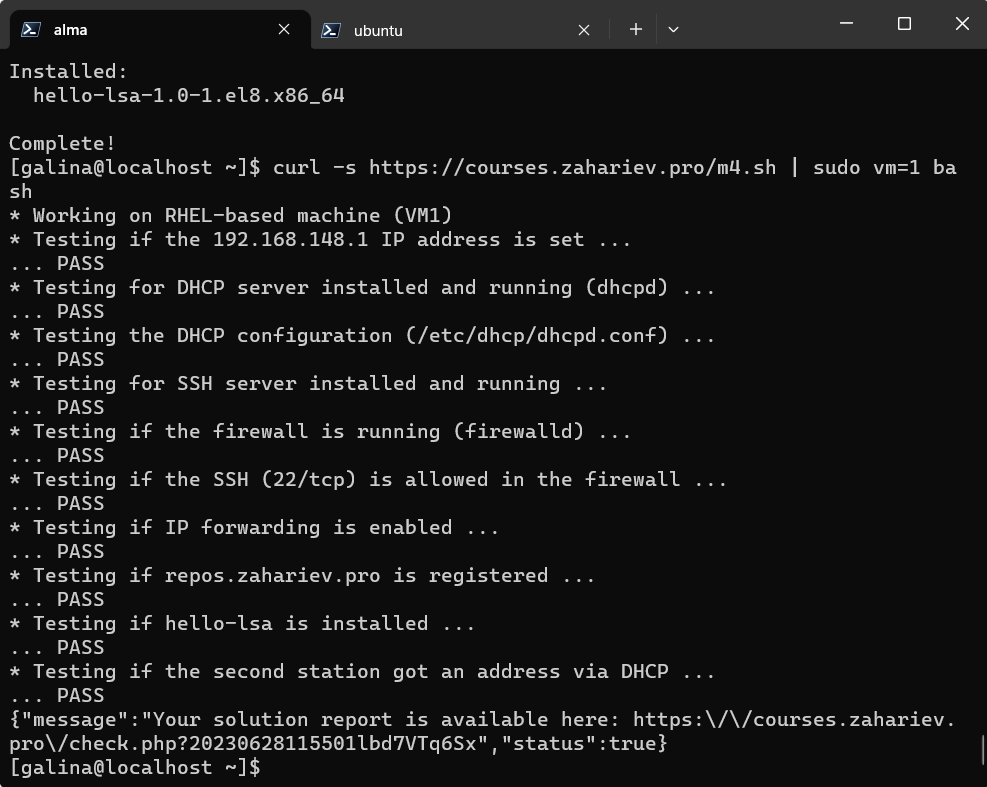 alma
ubuntu
Installed:
  hello-lsa-1.0-1.el8.x86_64
Complete!
[galina@localhost ~]$ curl -s https://courses.zahariev.pro/m4.sh | sudo vm=1 ba
sh
* Working on RHEL-based machine (VM1)
* Testing if the 192.168.148.1 IP address is set ...
... PASS
* Testing for DHCP server installed and running (dhcpd) ...
... PASS
* Testing the DHCP configuration (/etc/dhcp/dhcpd.conf) ...
... PASS
* Testing for SSH server installed and running ...
... PASS
* Testing if the firewall is running (firewalld) ...
... PASS
* Testing if the SSH (22/tcp) is allowed in the firewall ...
... PASS
* Testing if IP forwarding is enabled ...
... PASS
* Testing if repos.zahariev.pro is registered ...
... PASS
* Testing if hello-lsa is installed ...
... PASS
* Testing if the second station got an address via DHCP ...
... PASS
{"message":"Your solution report is available here: https:\/\/courses.zahariev.
pro\/check.php?20230628115501lbd7VTq6Sx","status":true}
[galina@localhost ~]$